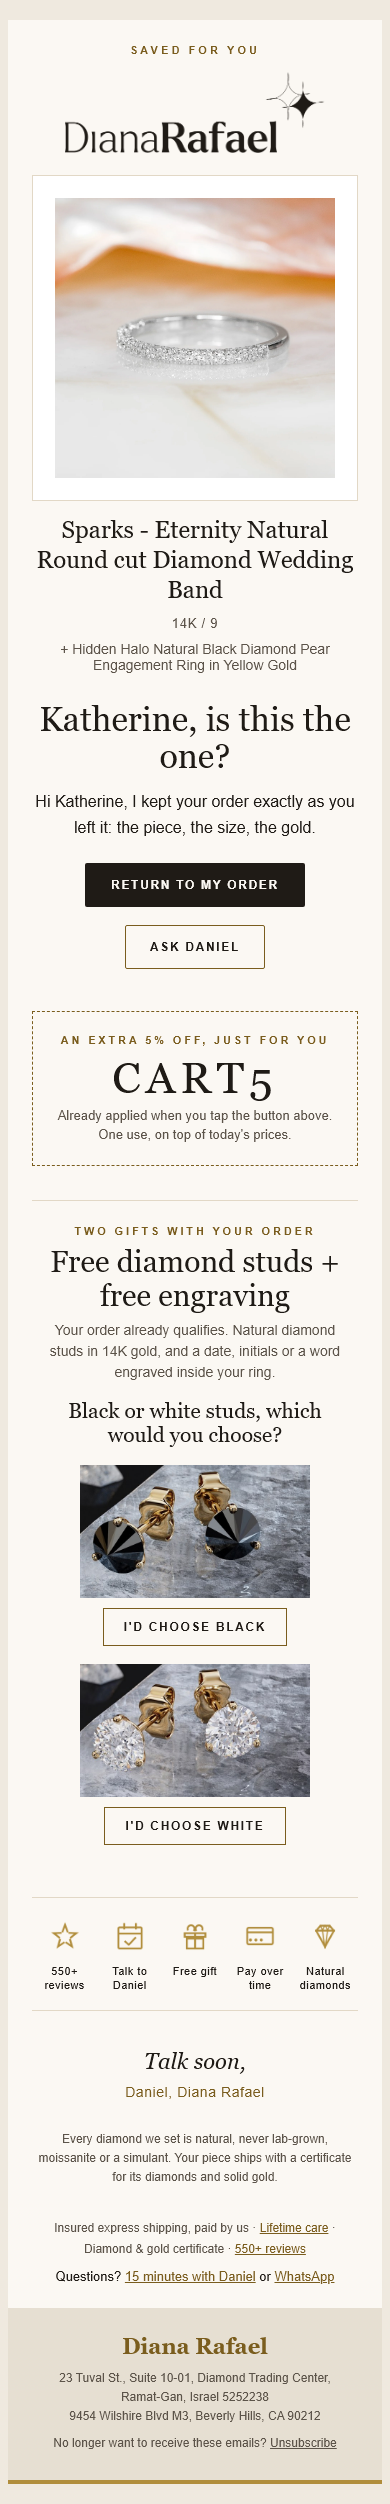 SAVED FOR YOU
DianaRafael
Sparks - Eternity Natural
Round cut Diamond Wedding
Band
14K / 9
+ Hidden Halo Natural Black Diamond Pear
Engagement Ring in Yellow Gold
Katherine, is this the
one?
Hi Katherine, I kept your order exactly as you
left it: the piece, the size, the gold.
RETURN TO MY ORDER
ASK DANIEL
AN EXTRA 5% OFF, JUST FOR YOU
CART5
Already applied when you tap the button above.
One use, on top of today's prices.
TWO GIFTS WITH YOUR ORDER
Free diamond studs +
free engraving
Your order already qualifies. Natural diamond
studs in 14K gold, and a date, initials or a word
engraved inside your ring.
Black or white studs, which
would you choose?
I'D CHOOSE BLACK
I'D CHOOSE WHITE
550+ reviews
Talk to Daniel
Free gift
Pay over time
Natural diamonds
Talk soon,
Daniel, Diana Rafael
Every diamond we set is natural, never lab-grown,
moissanite or a simulant. Your piece ships with a certificate
for its diamonds and solid gold.
Insured express shipping, paid by us · Lifetime care ·
Diamond & gold certificate · 550+ reviews
Questions? 15 minutes with Daniel or WhatsApp
Diana Rafael
23 Tuval St., Suite 10-01, Diamond Trading Center,
Ramat-Gan, Israel 5252238
9454 Wilshire Blvd M3, Beverly Hills, CA 90212
No longer want to receive these emails? Unsubscribe